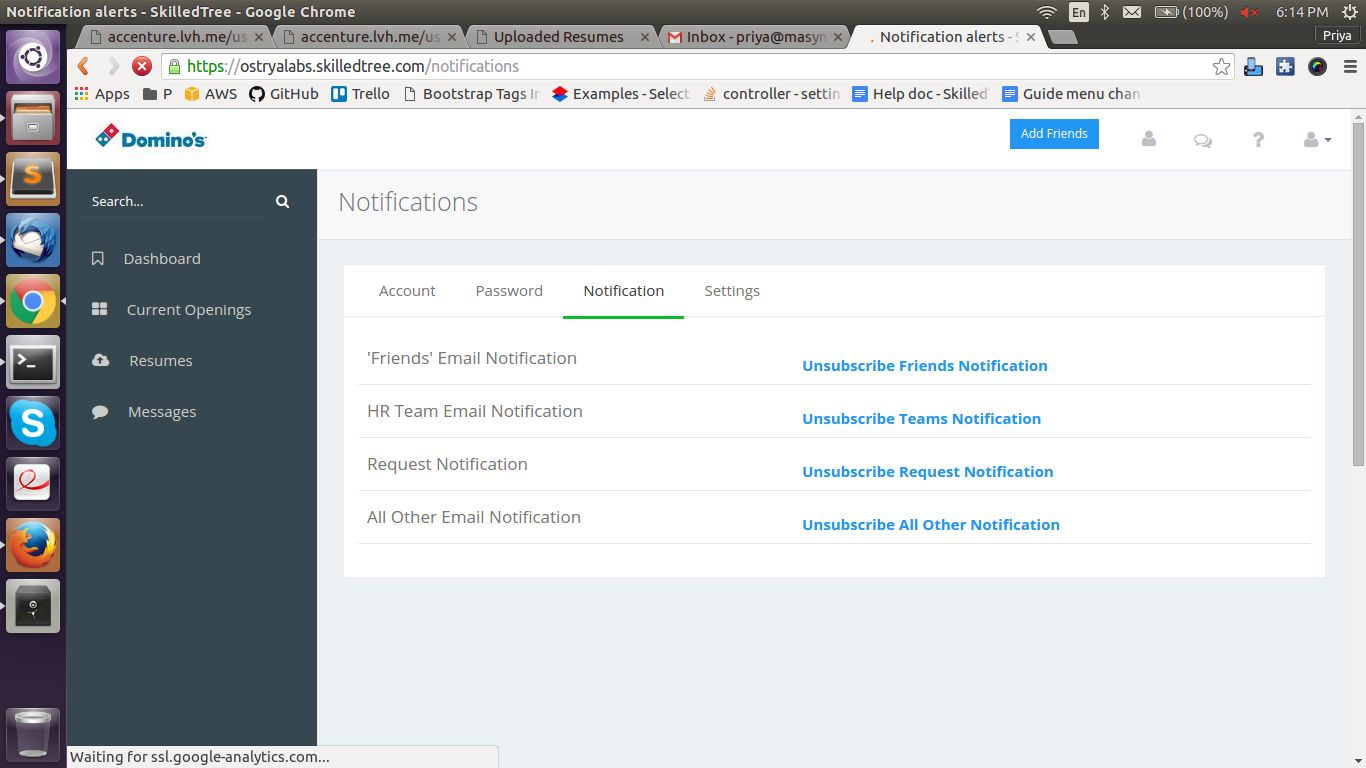 Notification alerts - SkilledTree - Google Chrome
En
(100%)
6:14 PM
accenture.lvh.me/us
accenture.lvh.me/us
Uploaded Resumes
Inbox - priya@masyn
Notification alerts - S
Priya
https://ostryalabs.skilledtree.com/notifications
Apps
P
AWS
GitHub
Trello
Bootstrap Tags In
Examples - Select
controller - settin
Help doc - Skilled
Guide menu chan
Domino's
Add Friends
Search...
Notifications
Dashboard
Current Openings
Resumes
Messages
Account
Password
Notification
Settings
'Friends' Email Notification
Unsubscribe Friends Notification
HR Team Email Notification
Unsubscribe Teams Notification
Request Notification
Unsubscribe Request Notification
All Other Email Notification
Unsubscribe All Other Notification
Waiting for ssl.google-analytics.com...